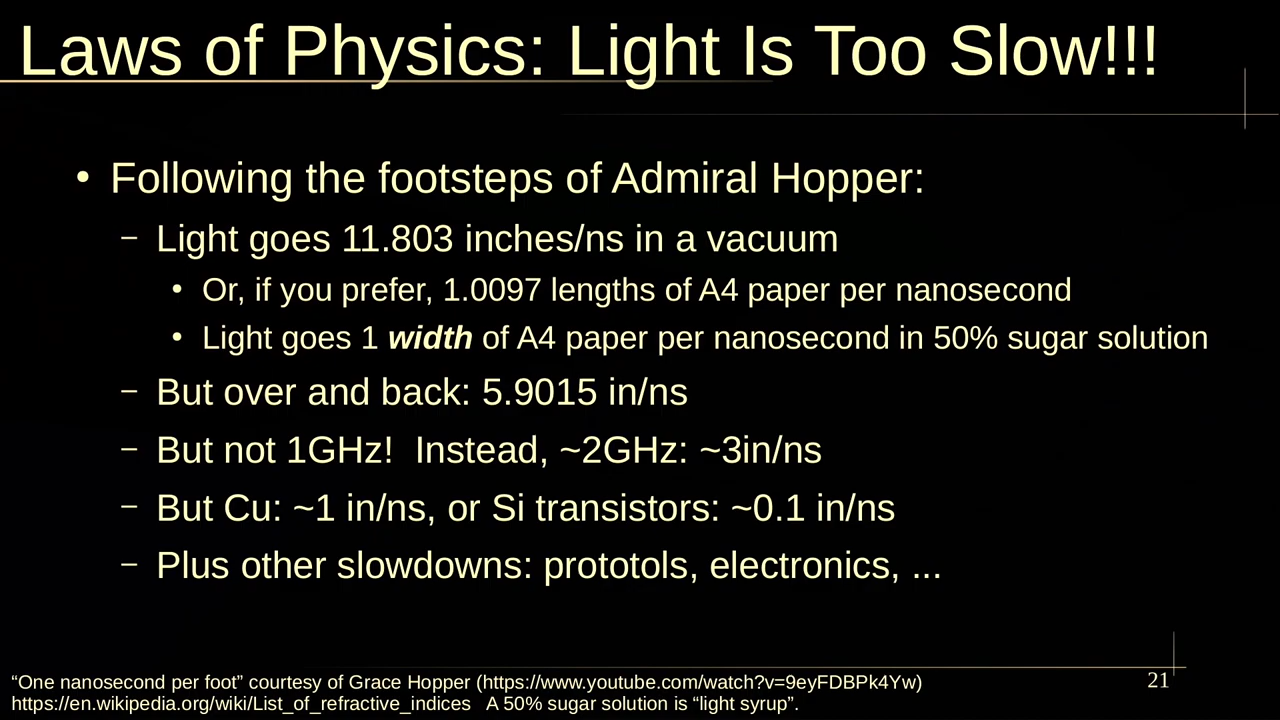 Laws of Physics: Light Is Too Slow!!!
• Following the footsteps of Admiral Hopper:
– Light goes 11.803 inches/ns in a vacuum
• Or, if you prefer, 1.0097 lengths of A4 paper per nanosecond
• Light goes 1 width of A4 paper per nanosecond in 50% sugar solution
– But over and back: 5.9015 in/ns
– But not 1GHz!  Instead, ~2GHz: ~3in/ns
– But Cu: ~1 in/ns, or Si transistors: ~0.1 in/ns
– Plus other slowdowns: prototols, electronics, ...
“One nanosecond per foot” courtesy of Grace Hopper (https://www.youtube.com/watch?v=9eyFDBPk4Yw)
https://en.wikipedia.org/wiki/List_of_refractive_indices   A 50% sugar solution is “light syrup”.
21